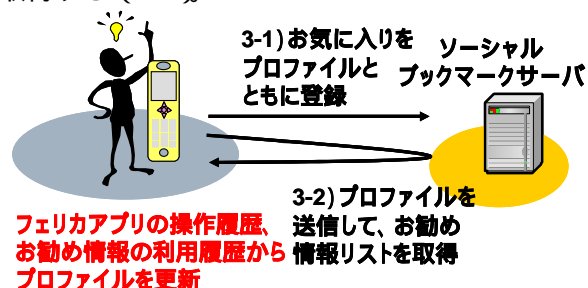 3-1)お気に入りを
プロファイルと
ともに登録
ソーシャル
ブックマークサーバ
3-2)プロファイルを
送信して、お勧め
情報リストを取得
フェリカアプリの操作履歴、
お勧め情報の利用履歴から
プロファイルを更新